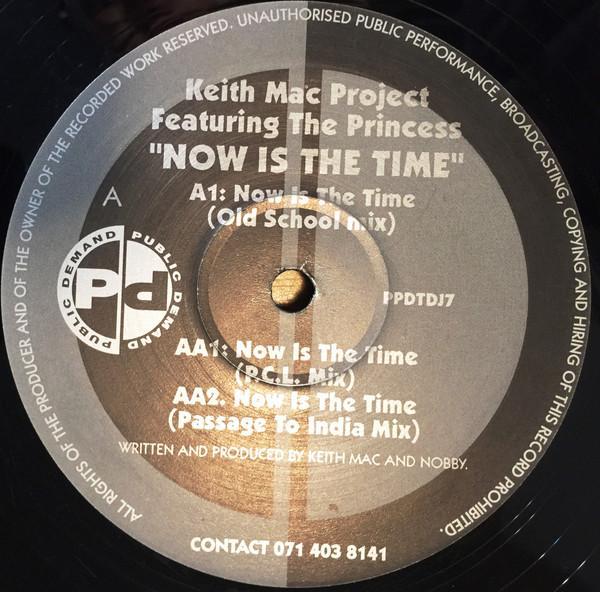 ALL RIGHTS OF THE PRODUCER AND OF THE OWNER OF THE RECORDED WORK RESERVED. UNAUTHORISED PUBLIC PERFORMANCE, BROADCASTING, COPYING AND HIRING OF THIS RECORD PROHIBITED.
Keith Mac Project
Featuring The Princess
"NOW IS THE TIME"
A
A1: Now Is The Time
(Old School mix)
PUBLIC DEMAND
PUBLIC DEMAND
Pd
PPDTDJ7
AA1: Now Is The Time
(P.C.L. Mix)
AA2. Now Is The Time
(Passage To India Mix)
WRITTEN AND PRODUCED BY KEITH MAC AND NOBBY.
CONTACT 071 403 8141